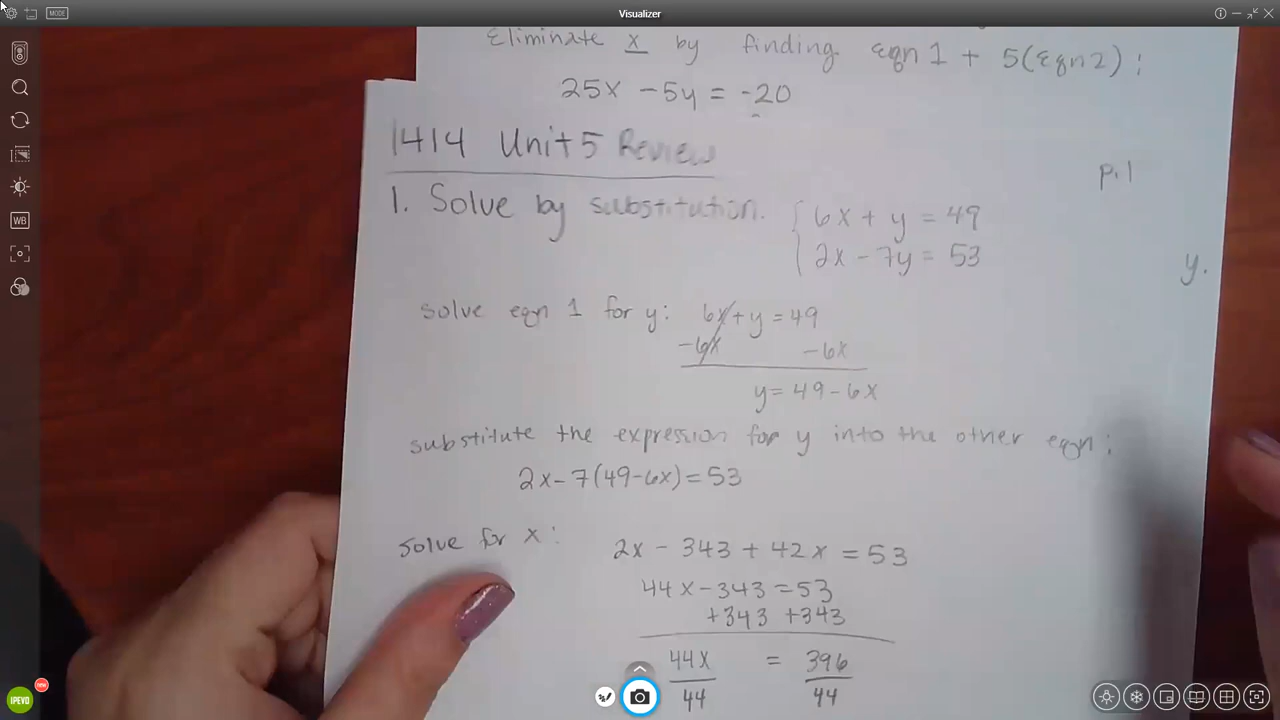 MODE
Visualizer
Eliminate x by finding eqn 1 + 5(eqn 2);
25x - 5y = -20
1414 Unit 5 Review
p.1
1. Solve by substitution.
6x + y = 49
2x - 7y = 53
y.
solve eqn 1 for y: 6x + y = 49
-6x -6x
y = 49 - 6x
substitute the expression for y into the other eqn:
2x - 7(49 - 6x) = 53
solve for x:
2x - 343 + 42x = 53
44x - 343 = 53
+343 +343
44x = 396
44 44
WB
IPEVO
new